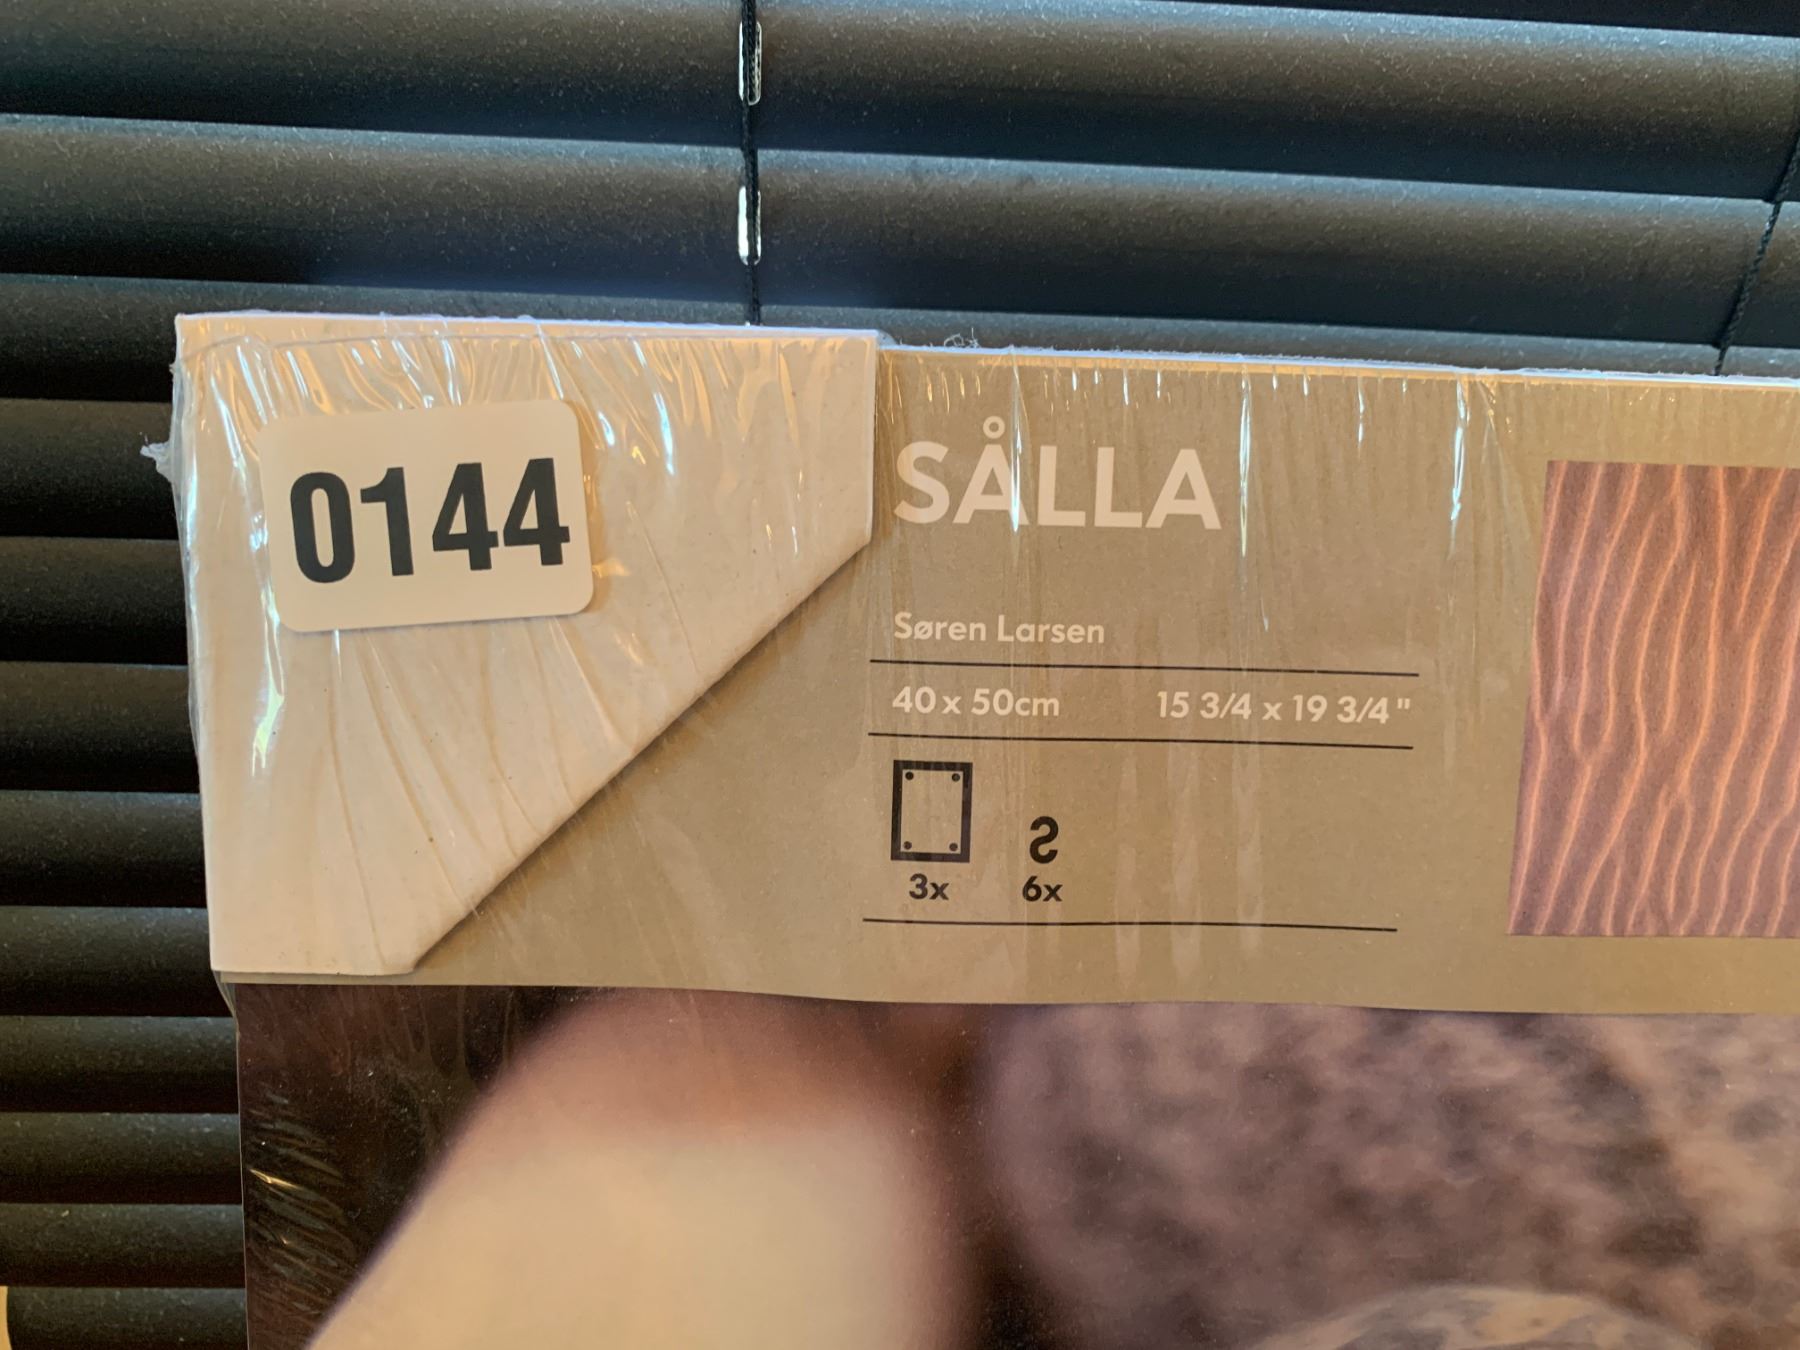 0144
SÅLLA
Søren Larsen
40 x 50cm 15 3/4 x 19 3/4"
3x 6x